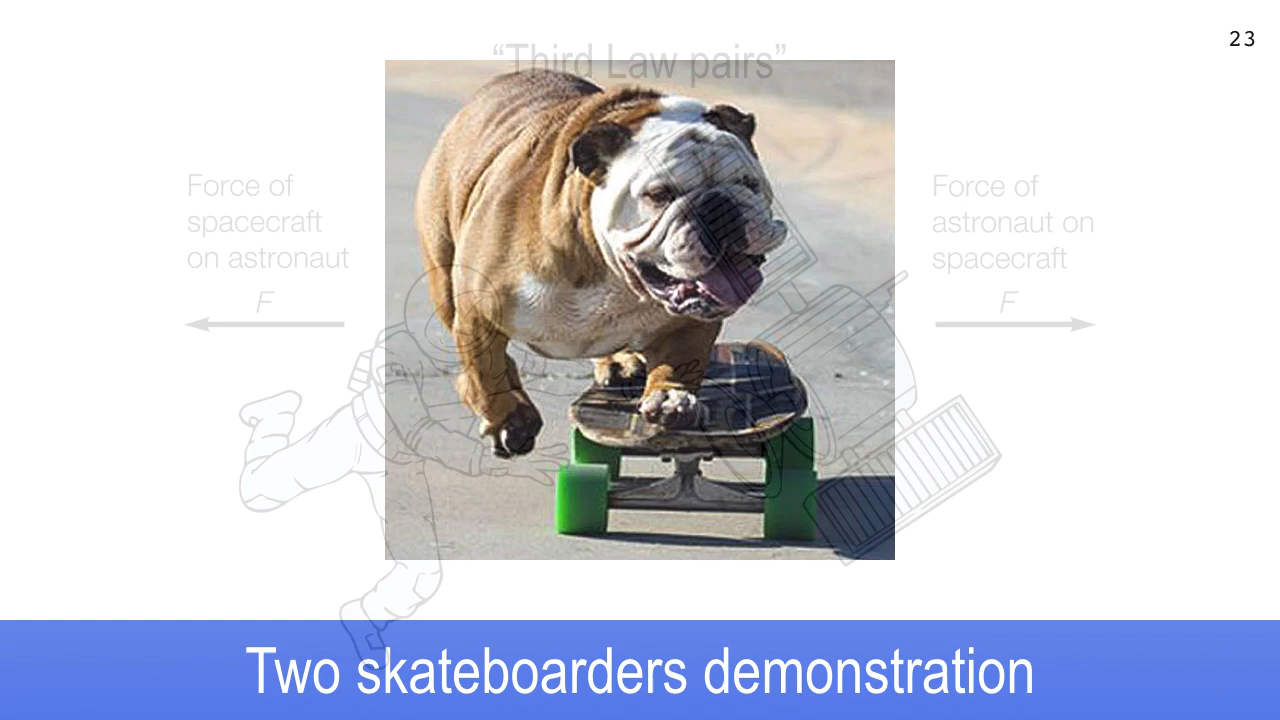 23
“Third Law pairs”
Force of
spacecraft
on astronaut
F
Force of
astronaut on
spacecraft
F
Two skateboarders demonstration